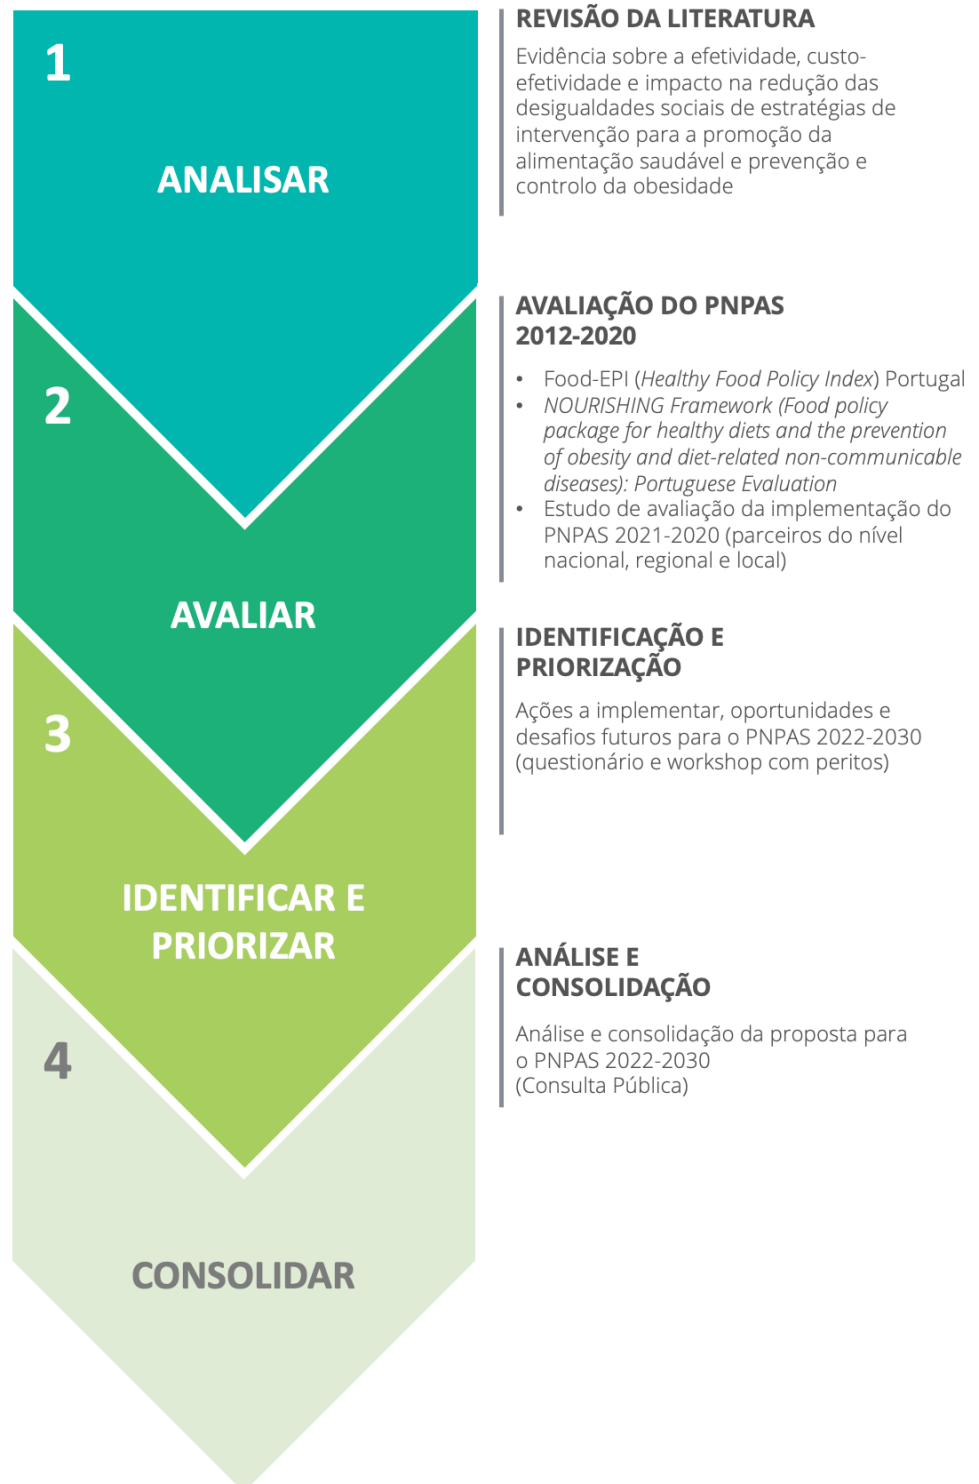 1
ANALISAR
REVISÃO DA LITERATURA
Evidência sobre a efetividade, custo-
efetividade e impacto na redução das
desigualdades sociais de estratégias de
intervenção para a promoção da
alimentação saudável e prevenção e
controlo da obesidade
2
AVALIAR
AVALIAÇÃO DO PNPAS
2012-2020
• Food-EPI (Healthy Food Policy Index) Portugal
• NOURISHING Framework (Food policy
package for healthy diets and the prevention
of obesity and diet-related non-communicable
diseases): Portuguese Evaluation
• Estudo de avaliação da implementação do
PNPAS 2021-2020 (parceiros do nível
nacional, regional e local)
3
IDENTIFICAR E
PRIORIZAR
IDENTIFICAÇÃO E
PRIORIZAÇÃO
Ações a implementar, oportunidades e
desafios futuros para o PNPAS 2022-2030
(questionário e workshop com peritos)
4
CONSOLIDAR
ANÁLISE E
CONSOLIDAÇÃO
Análise e consolidação da proposta para
o PNPAS 2022-2030
(Consulta Pública)